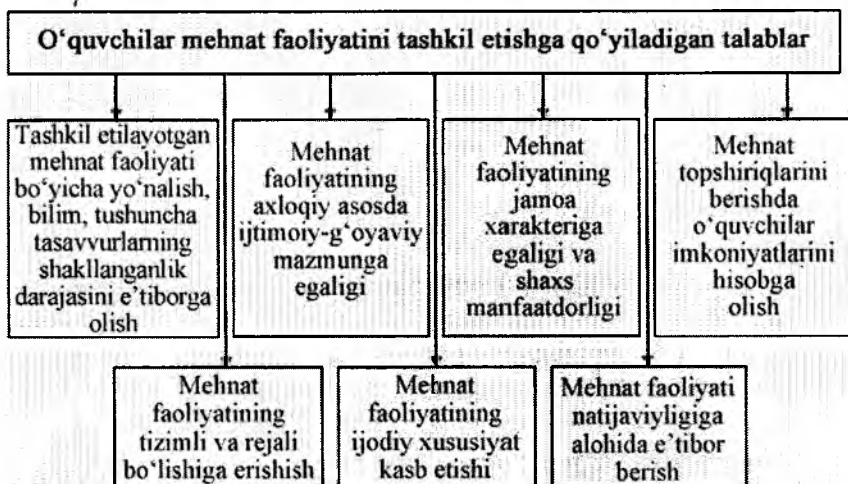 O‘quvchilar mehnat faoliyatini tashkil etishga qo‘yiladigan talablar
Tashkil etilayotgan
mehnat faoliyati
bo‘yicha yo‘nalish,
bilim, tushuncha
tasavvurlarning
shakllanganlik
darajasini e’tiborga
olish
Mehnat
faoliyatining
axloqiy asosda
ijtimoiy-g‘oyaviy
mazmunga
egaligi
Mehnat
faoliyatining
jamoa
xarakteriga
egaligi va
shaxs
manfaatdorligi
Mehnat
topshiriqlarini
berishda
o‘quvchilar
imkoniyatlarini
hisobga
olish
Mehnat
faoliyatining
tizimli va rejali
bo‘lishiga erishish
Mehnat
faoliyatining
ijodiy xususiyat
kasb etishi
Mehnat faoliyati
natijaviyligiga
alohida e’tibor
berish